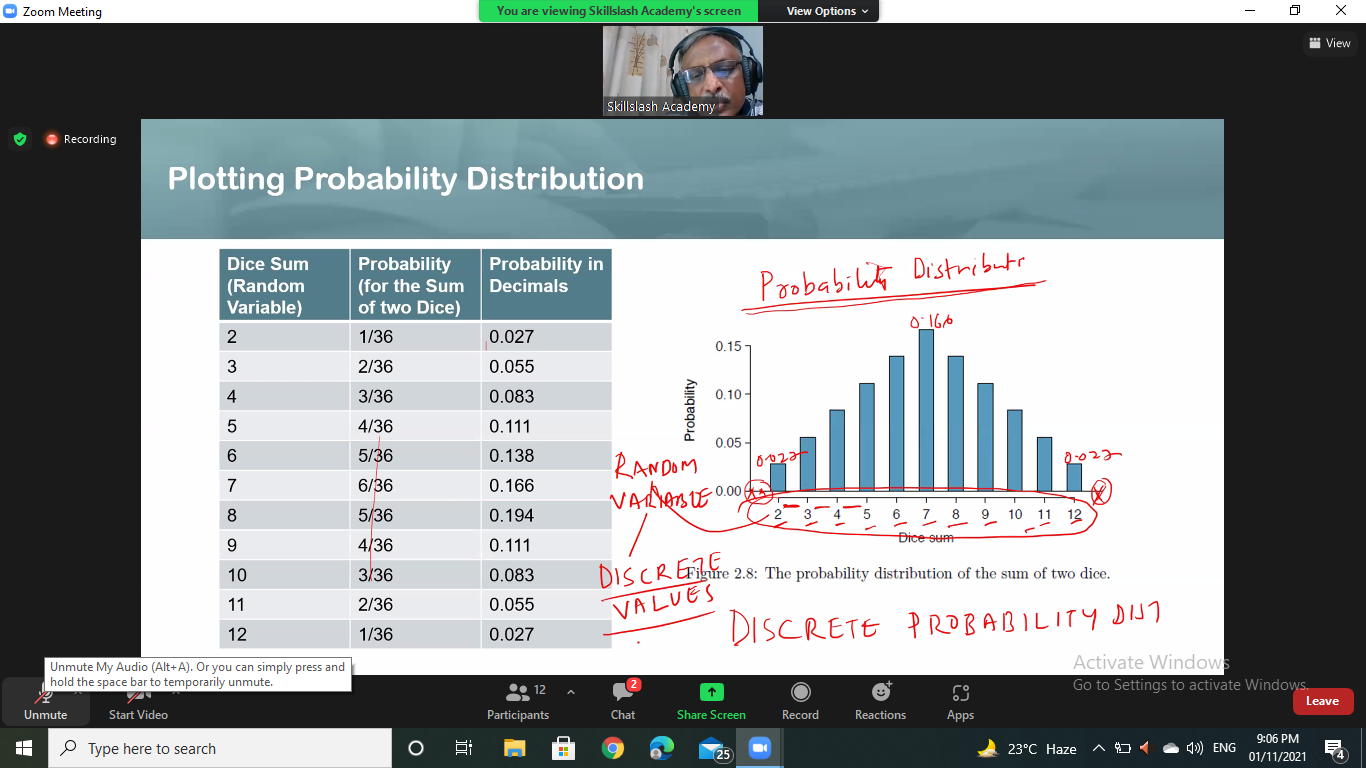 Zoom Meeting
You are viewing Skillslash Academy's screen
View Options
View
Skillslash Academy
Recording
Plotting Probability Distribution
Dice Sum (Random Variable) Probability (for the Sum of two Dice) Probability in Decimals
2 1/36 0.027
3 2/36 0.055
4 3/36 0.083
5 4/36 0.111
6 5/36 0.138
7 6/36 0.166
8 5/36 0.194
9 4/36 0.111
10 3/36 0.083
11 2/36 0.055
12 1/36 0.027
Probability Distribut
0.166
0.15
0.10
0.05
0.00
Probability
0.027
0.027
2 3 4 5 6 7 8 9 10 11 12
Dice sum
RANDOM
VARIABLE
DISCRETE
VALUES
Figure 2.8: The probability distribution of the sum of two dice.
DISCRETE PROBABILITY DIST
Activate Windows
Go to Settings to activate Windows.
Unmute My Audio (Alt+A). Or you can simply press and
hold the space bar to temporarily unmute.
Unmute
Start Video
12
Participants
2
Chat
Share Screen
Record
Reactions
Apps
Leave
Type here to search
25
23°C Haze
ENG
9:06 PM
01/11/2021
4